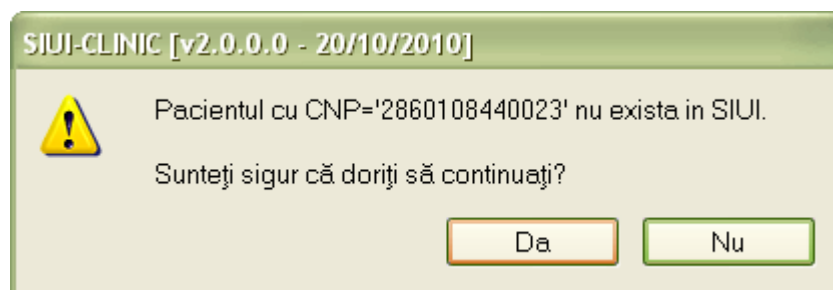 SIUI-CLINIC [v2.0.0.0 - 20/10/2010]
Pacientul cu CNP='2860108440023' nu exista in SIUI.
Sunteţi sigur că doriţi să continuaţi?
Da
Nu